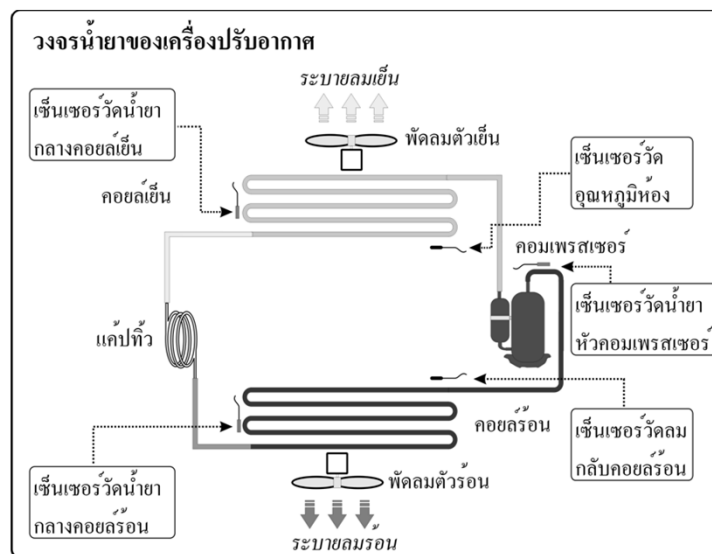 วงจรน้ำยาของเครื่องปรับอากาศ
ระบายลมเย็น
เซ็นเซอร์วัดน้ำยา
กลางคอยล์เย็น
พัดลมตัวเย็น
เซ็นเซอร์วัด
อุณหภูมิห้อง
คอยล์เย็น
คอมเพรสเซอร์
เซ็นเซอร์วัดน้ำยา
หัวคอมเพรสเซอร์
แค้ปทิ้ว
คอยล์ร้อน
เซ็นเซอร์วัดลม
กลับคอยล์ร้อน
เซ็นเซอร์วัดน้ำยา
กลางคอยล์ร้อน
พัดลมตัวร้อน
ระบายลมร้อน